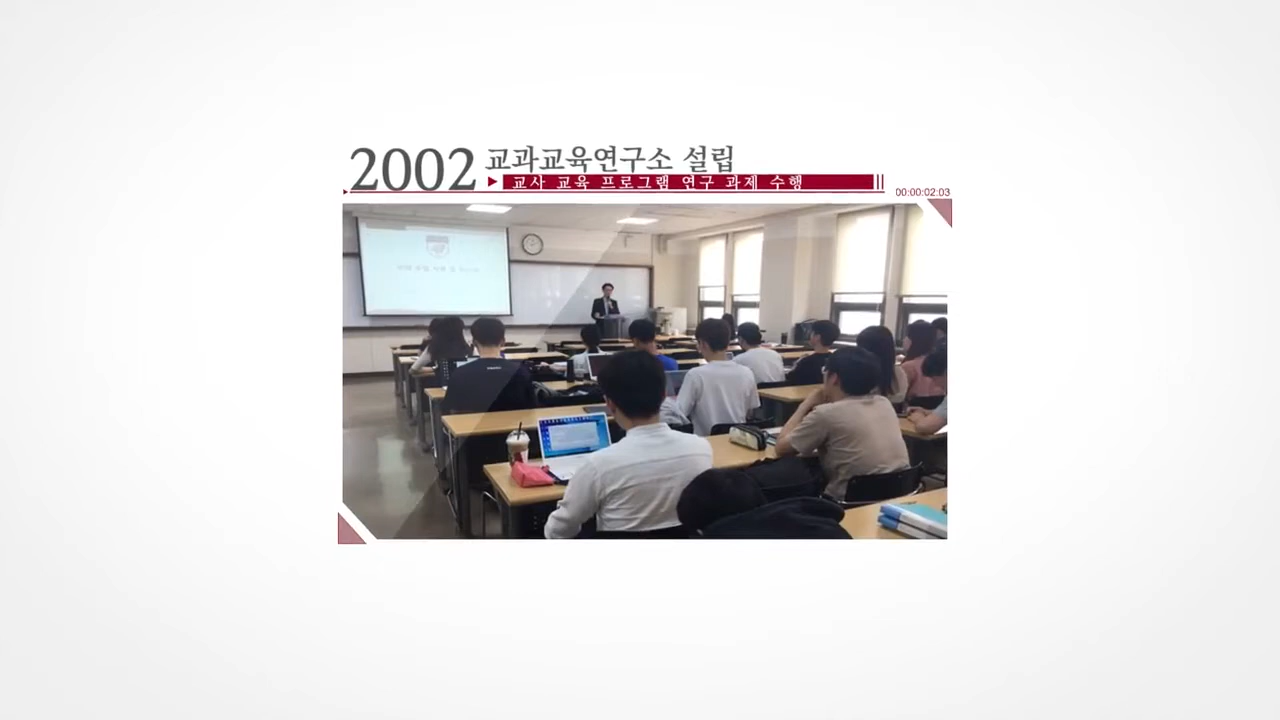 2002 교과교육연구소 설립
교사 교육 프로그램 연구 과제 수행
00:00:02:03